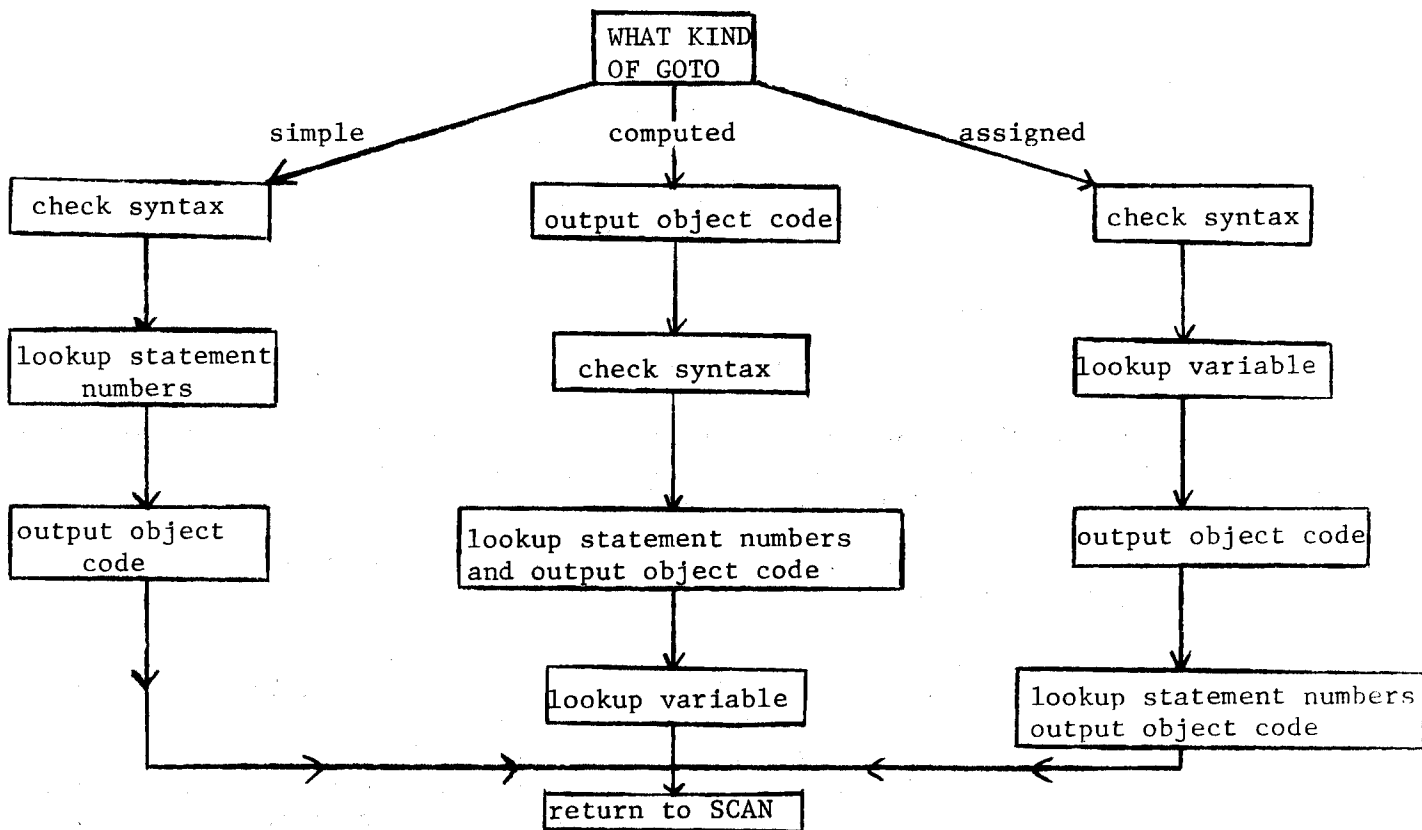 WHAT KIND
OF GOTO
simple
computed
assigned
check syntax
lookup statement
numbers
output object
code
output object code
check syntax
lookup statement numbers
and output object code
lookup variable
check syntax
lookup variable
output object code
lookup statement numbers
output object code
return to SCAN